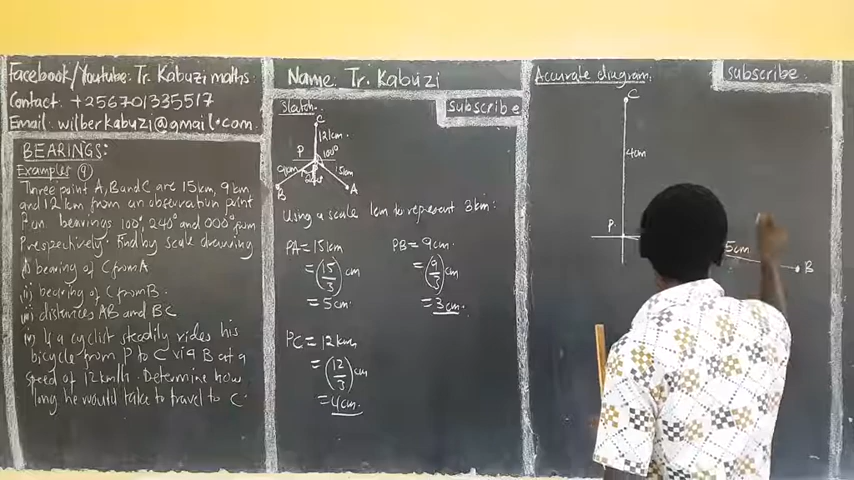 Facebook/Youtube: Tr. Kabuzi maths
Contact: +256701335517
Email: wilberkabuzi@gmail.com
BEARINGS:
Examples 9
Three point A, B and C are 15km, 9km
and 12km from an observation point
P on bearings 100°, 240° and 000° from
P respectively. Find by scale drawing
i) bearing of C from A
ii) bearing of C from B.
iii) distances AB and BC
iv) if a cyclist steadily rides his
bicycle from P to C via B at a
speed of 12km/h. Determine how
long he would take to travel to C
Name: Tr. Kabuzi
Sketch.
subscribe
C
12km.
P
100°
9km
15km
240°
B
A
Using a scale 1cm to represent 3km:
PA = 15km
= (15/3) cm
= 5cm.
PB = 9cm.
= (9/3) cm
= 3cm.
PC = 12km
= (12/3) cm
= 4cm.
Accurate diagram.
subscribe
C
4cm
P.
5cm
B